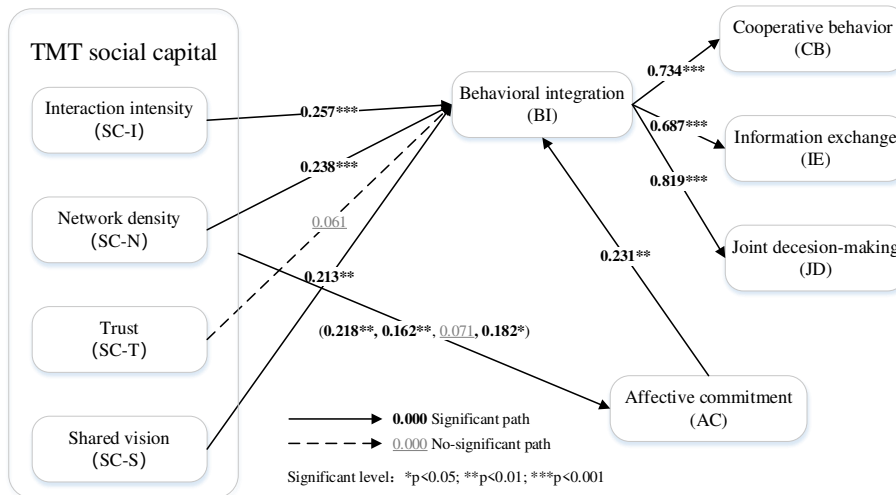 TMT social capital
Interaction intensity
(SC-I)
Network density
(SC-N)
Trust
(SC-T)
Shared vision
(SC-S)
0.257***
0.238***
0.061
0.213**
(0.218**, 0.162**, 0.071, 0.182*)
Behavioral integration
(BI)
0.231**
Affective commitment
(AC)
0.734***
0.687***
0.819***
Cooperative behavior
(CB)
Information exchange
(IE)
Joint decesion-making
(JD)
0.000 Significant path
0.000 No-significant path
Significant level: *p<0.05; **p<0.01; ***p<0.001